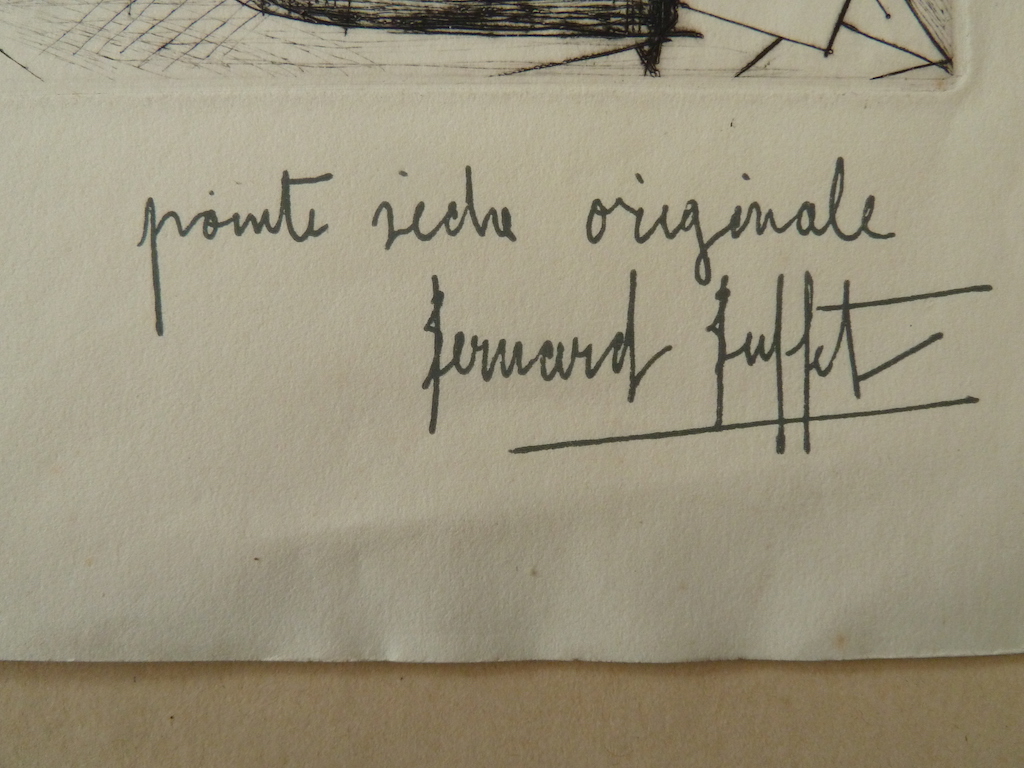 pointe sèche originale
Bernard Buffet